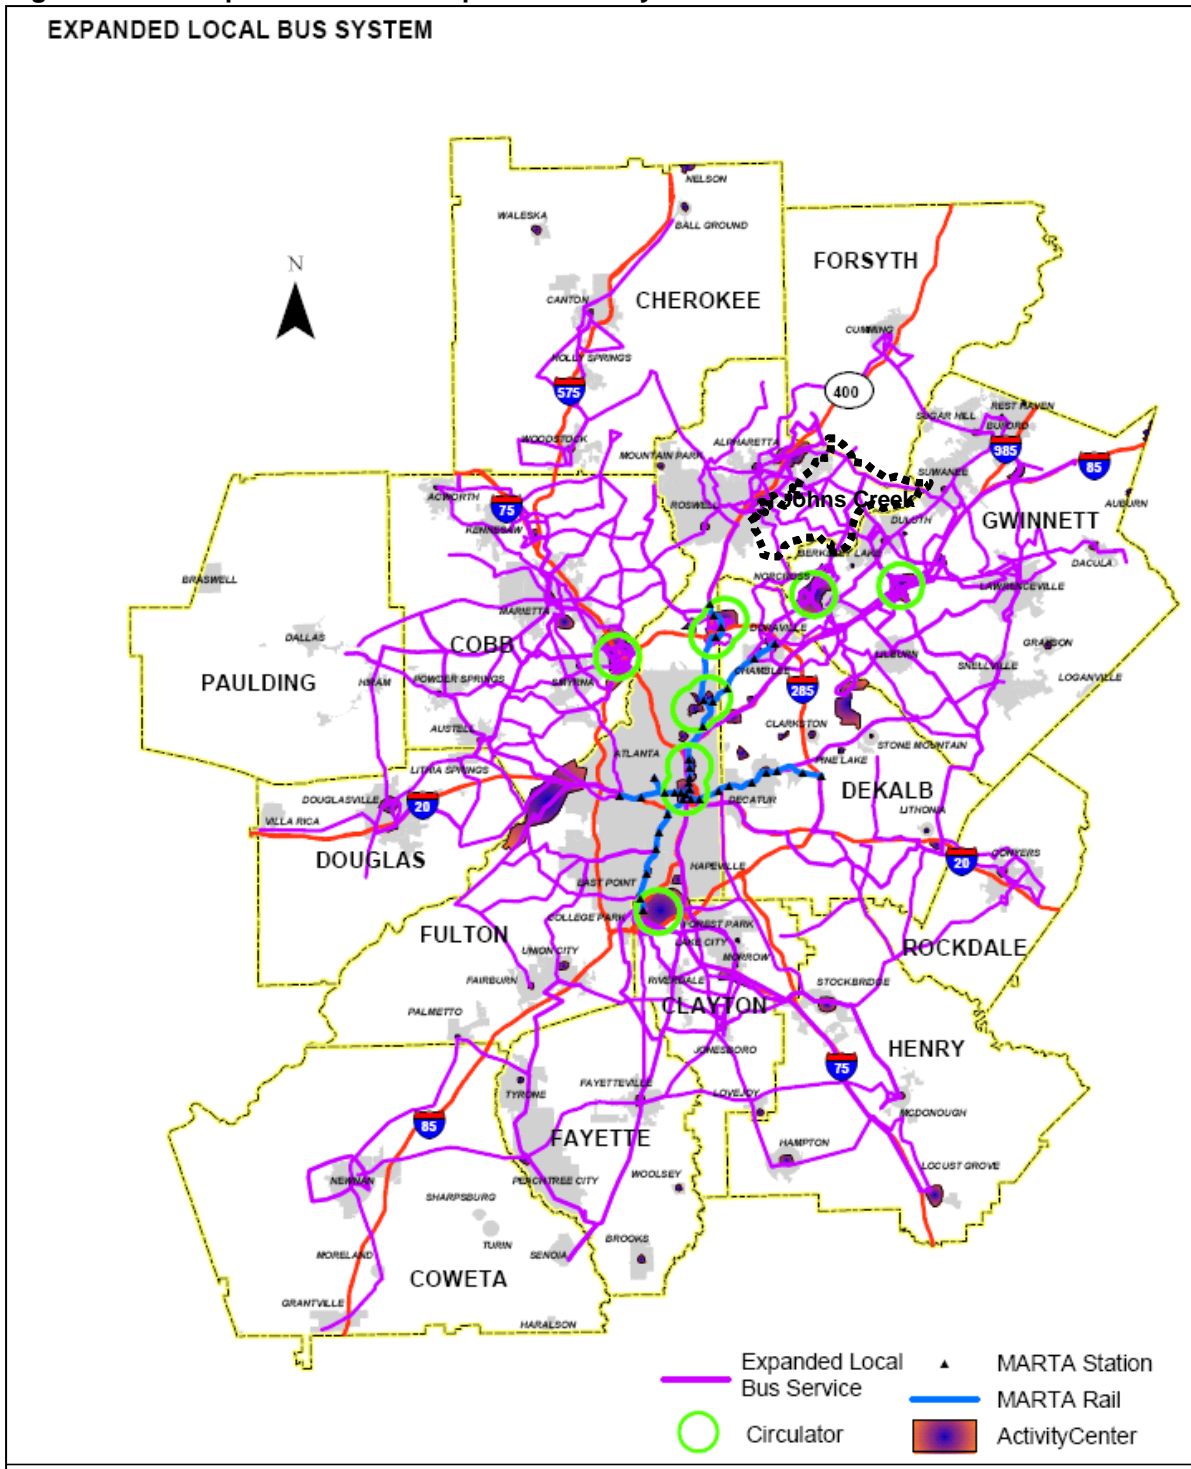 EXPANDED LOCAL BUS SYSTEM
NELSON
WALESKA
BALL GROUND
FORSYTH
N
CANTON
CHEROKEE
CUMMING
HOLLY SPRINGS
575
400
REST HAVEN
SUGAR HILL
BUFORD
WOODSTOCK
ALPHARETTA
985
MOUNTAIN PARK
85
SUWANEE
ACWORTH
75
ROSWELL
Johns Creek
AUBURN
KENNESAW
DULUTH
GWINNETT
BERKELEY LAKE
DACULA
BRASWELL
NORCROSS
LAWRENCEVILLE
MARIETTA
DORAVILLE
DALLAS
COBB
GRAYSON
LILBURN
SNELLVILLE
CHAMBLEE
LOGANVILLE
PAULDING
HIRAM
POWDER SPRINGS
SMYRNA
285
CLARKSTON
AUSTELL
STONE MOUNTAIN
ATLANTA
PINE LAKE
LITHIA SPRINGS
DEKALB
DOUGLASVILLE
20
DECATUR
LITHONIA
VILLA RICA
DOUGLAS
20
CONYERS
HAPEVILLE
EAST POINT
COLLEGE PARK
FOREST PARK
FULTON
LAKE CITY
ROCKDALE
UNION CITY
MORROW
FAIRBURN
RIVERDALE
STOCKBRIDGE
CLAYTON
PALMETTO
JONESBORO
HENRY
75
FAYETTEVILLE
TYRONE
LOVEJOY
MCDONOUGH
85
FAYETTE
HAMPTON
LOCUST GROVE
NEWNAN
PEACHTREE CITY
WOOLSEY
SHARPSBURG
TURIN
BROOKS
MORELAND
SENOIA
COWETA
GRANTVILLE
HARALSON
Expanded Local
Bus Service
MARTA Station
MARTA Rail
Circulator
ActivityCenter